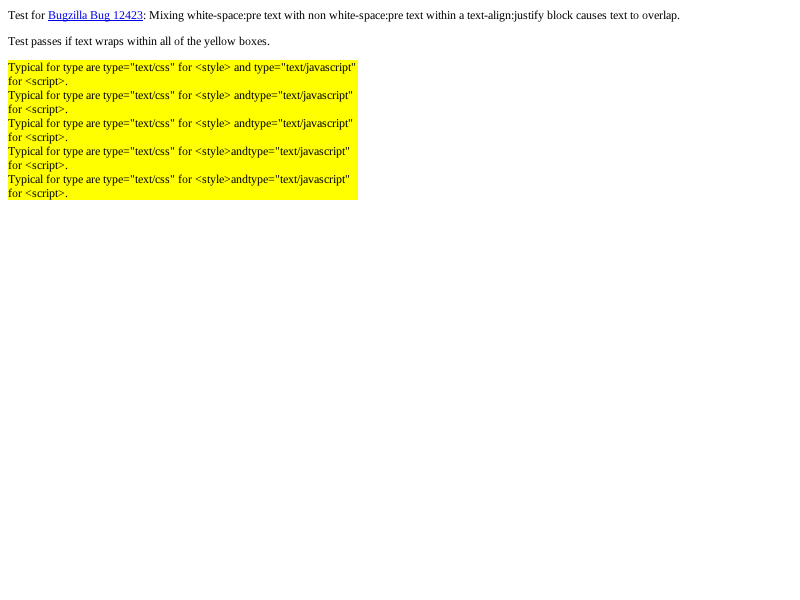 Test for Bugzilla Bug 12423: Mixing white-space:pre text with non white-space:pre text within a text-align:justify block causes text to overlap.
Test passes if text wraps within all of the yellow boxes.
Typical for type are type="text/css" for <style> and type="text/javascript"
for <script>.
Typical for type are type="text/css" for <style> andtype="text/javascript"
for <script>.
Typical for type are type="text/css" for <style> andtype="text/javascript"
for <script>.
Typical for type are type="text/css" for <style>andtype="text/javascript"
for <script>.
Typical for type are type="text/css" for <style>andtype="text/javascript"
for <script>.